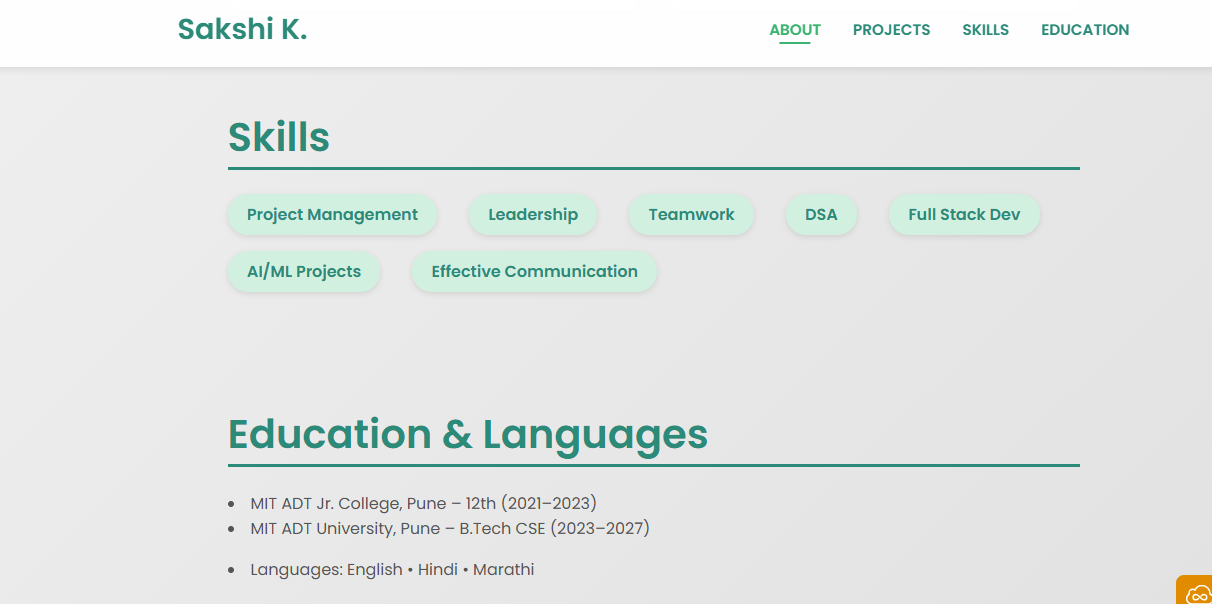 Sakshi K. ABOUT PROJECTS SKILLS EDUCATION
Skills
Project Management Leadership Teamwork DSA Full Stack Dev
AI/ML Projects Effective Communication
Education & Languages
• MIT ADT Jr. College, Pune – 12th (2021–2023)
• MIT ADT University, Pune – B.Tech CSE (2023–2027)
• Languages: English • Hindi • Marathi